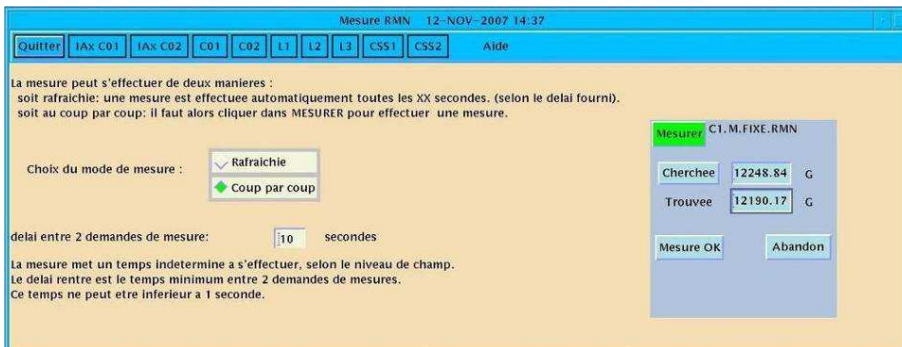 Mesure RMN 12-NOV-2007 14:37
Quitter IAx C01 IAx C02 C01 C02 L1 L2 L3 CSS1 CSS2 Aide
La mesure peut s'effectuer de deux manieres :
soit rafraichie: une mesure est effectuee automatiquement toutes les XX secondes. (selon le delai fourni).
soit au coup par coup: il faut alors cliquer dans MESURER pour effectuer une mesure.
Choix du mode de mesure :
Rafraichie
Coup par coup
delai entre 2 demandes de mesure: 10 secondes
La mesure met un temps indetermine a s'effectuer, selon le niveau de champ.
Le delai rentre est le temps minimum entre 2 demandes de mesures.
Ce temps ne peut etre inferieur a 1 seconde.
Mesurer C1.M.FIXE.RMN
Cherchee 12248.84 G
Trouvee 12190.17 G
Mesure OK Abandon